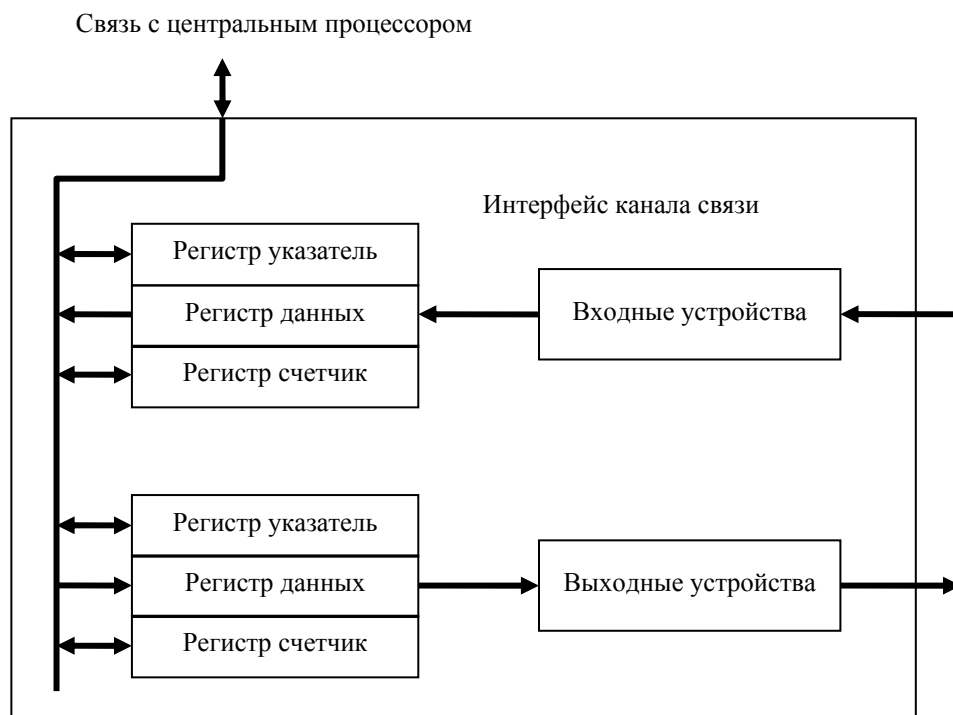 Связь с центральным процессором
Интерфейс канала связи
Регистр указатель
Регистр данных
Входные устройства
Регистр счетчик
Регистр указатель
Регистр данных
Выходные устройства
Регистр счетчик